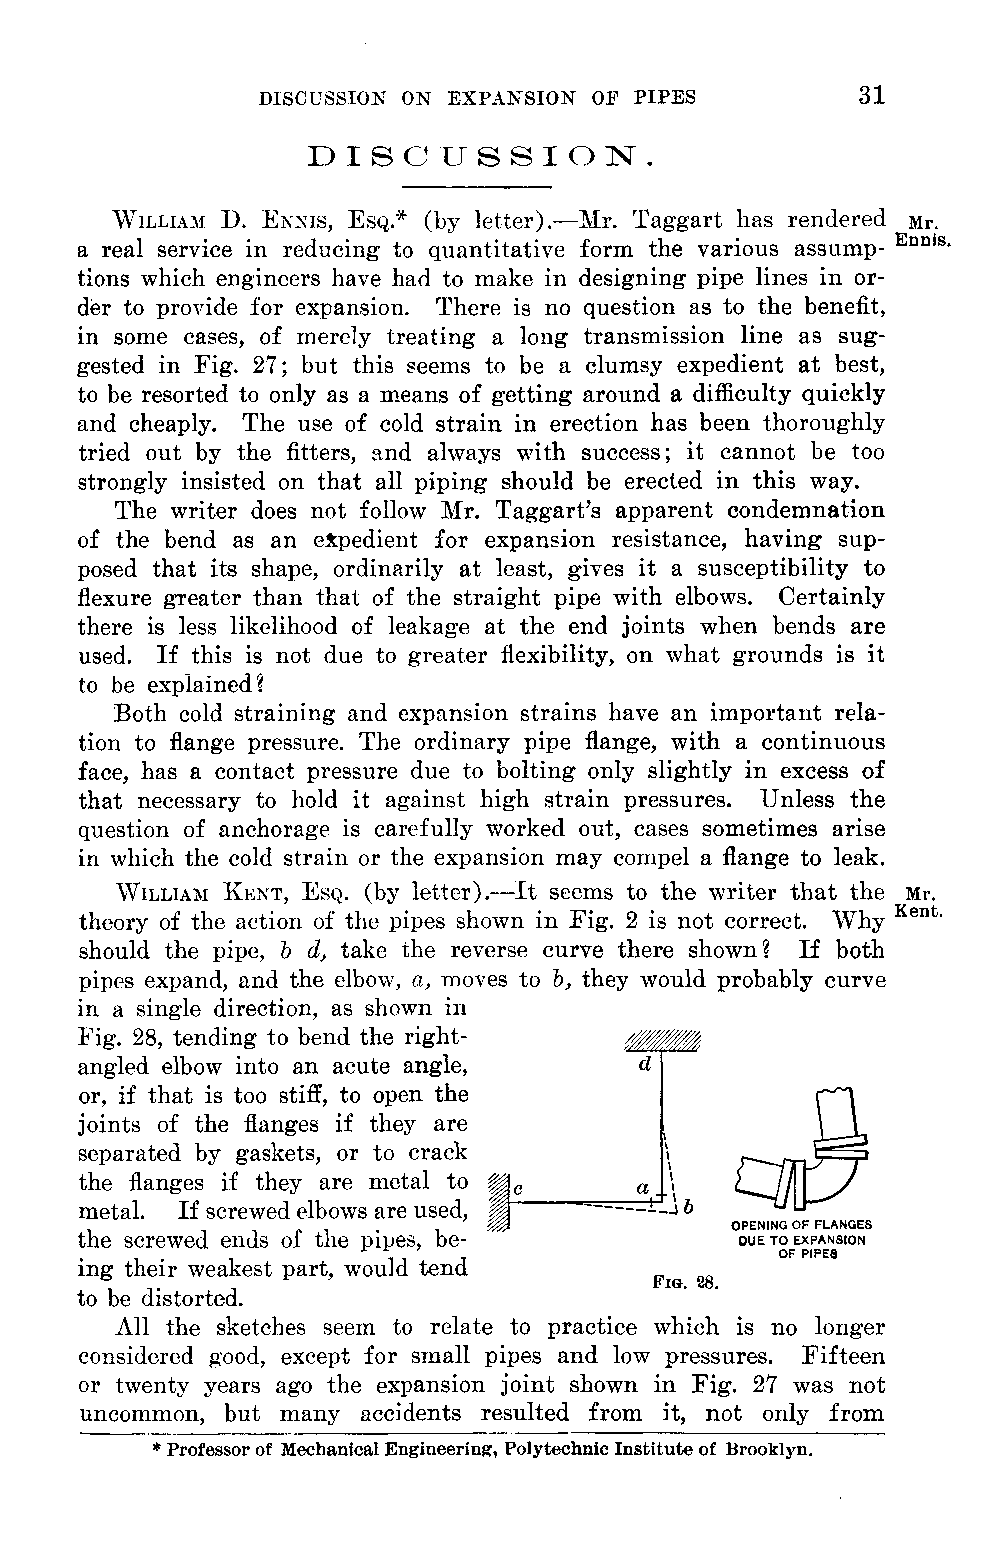 DISCUSSION ON EXPANSION OF PIPES 31
DISCUSSION.
WILLIAM D. ENNIS, ESQ.* (by letter).—Mr. Taggart has rendered Mr.
a real service in reducing to quantitative form the various assump- Ennis.
tions which engineers have had to make in designing pipe lines in or-
der to provide for expansion. There is no question as to the benefit,
in some cases, of merely treating a long transmission line as sug-
gested in Fig. 27; but this seems to be a clumsy expedient at best,
to be resorted to only as a means of getting around a difficulty quickly
and cheaply. The use of cold strain in erection has been thoroughly
tried out by the fitters, and always with success; it cannot be too
strongly insisted on that all piping should be erected in this way.
The writer does not follow Mr. Taggart's apparent condemnation
of the bend as an expedient for expansion resistance, having sup-
posed that its shape, ordinarily at least, gives it a susceptibility to
flexure greater than that of the straight pipe with elbows. Certainly
there is less likelihood of leakage at the end joints when bends are
used. If this is not due to greater flexibility, on what grounds is it
to be explained?
Both cold straining and expansion strains have an important rela-
tion to flange pressure. The ordinary pipe flange, with a continuous
face, has a contact pressure due to bolting only slightly in excess of
that necessary to hold it against high strain pressures. Unless the
question of anchorage is carefully worked out, cases sometimes arise
in which the cold strain or the expansion may compel a flange to leak.
WILLIAM KENT, ESQ. (by letter).—It seems to the writer that the Mr.
theory of the action of the pipes shown in Fig. 2 is not correct. Why Kent.
should the pipe, b d, take the reverse curve there shown? If both
pipes expand, and the elbow, a, moves to b, they would probably curve
in a single direction, as shown in
Fig. 28, tending to bend the right-
angled elbow into an acute angle,
or, if that is too stiff, to open the
joints of the flanges if they are
separated by gaskets, or to crack
the flanges if they are metal to
metal. If screwed elbows are used,
the screwed ends of the pipes, be-
ing their weakest part, would tend
to be distorted.
d
c
a
b
OPENING OF FLANGES
DUE TO EXPANSION
OF PIPES
FIG. 28.
All the sketches seem to relate to practice which is no longer
considered good, except for small pipes and low pressures. Fifteen
or twenty years ago the expansion joint shown in Fig. 27 was not
uncommon, but many accidents resulted from it, not only from
* Professor of Mechanical Engineering, Polytechnic Institute of Brooklyn.